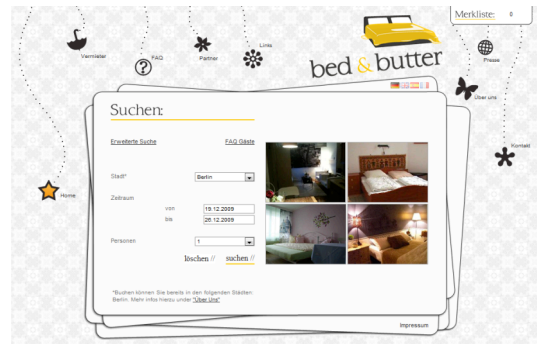 Merkliste: 0
Vermieter
FAQ
Partner
Links
bed & butter
Presse
Über uns
Kontakt
Home
Suchen:
Erweiterte Suche
FAQ Gäste
Stadt*
Berlin
Zeitraum
von
19.12.2009
bis
26.12.2009
Personen
1
löschen //
suchen //
*Buchen können Sie bereits in den folgenden Städten:
Berlin. Mehr infos hierzu under "Über Uns"
Impressum